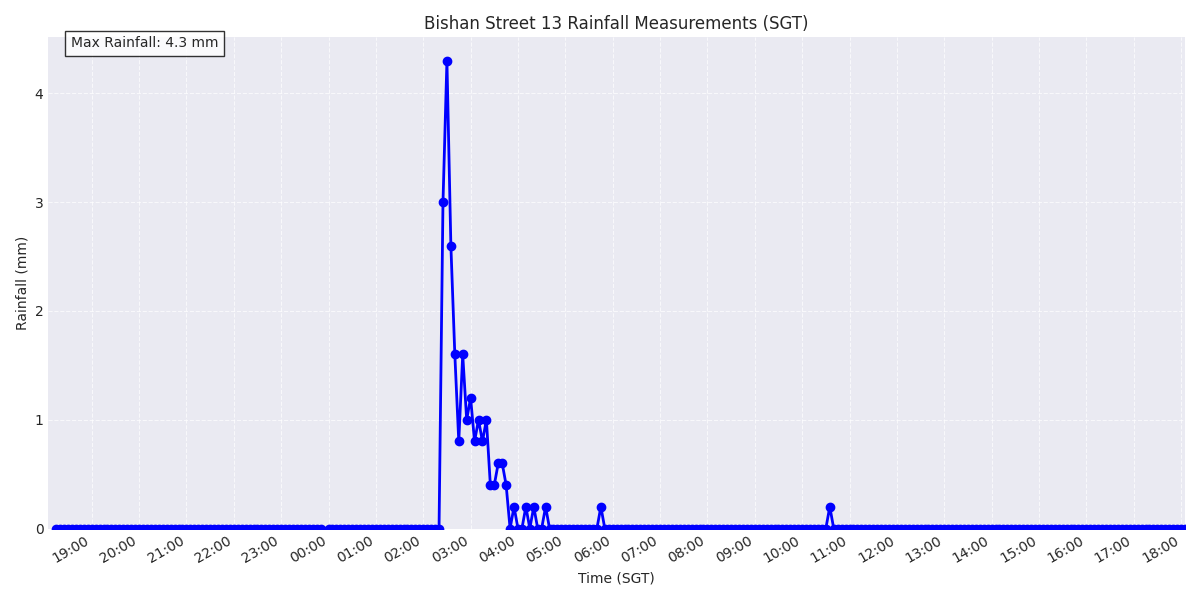 Bishan Street 13 Rainfall Measurements (SGT)
Max Rainfall: 4.3 mm
Rainfall (mm)
4
3
2
1
0
19:00 20:00 21:00 22:00 23:00 00:00 01:00 02:00 03:00 04:00 05:00 06:00 07:00 08:00 09:00 10:00 11:00 12:00 13:00 14:00 15:00 16:00 17:00 18:00
Time (SGT)